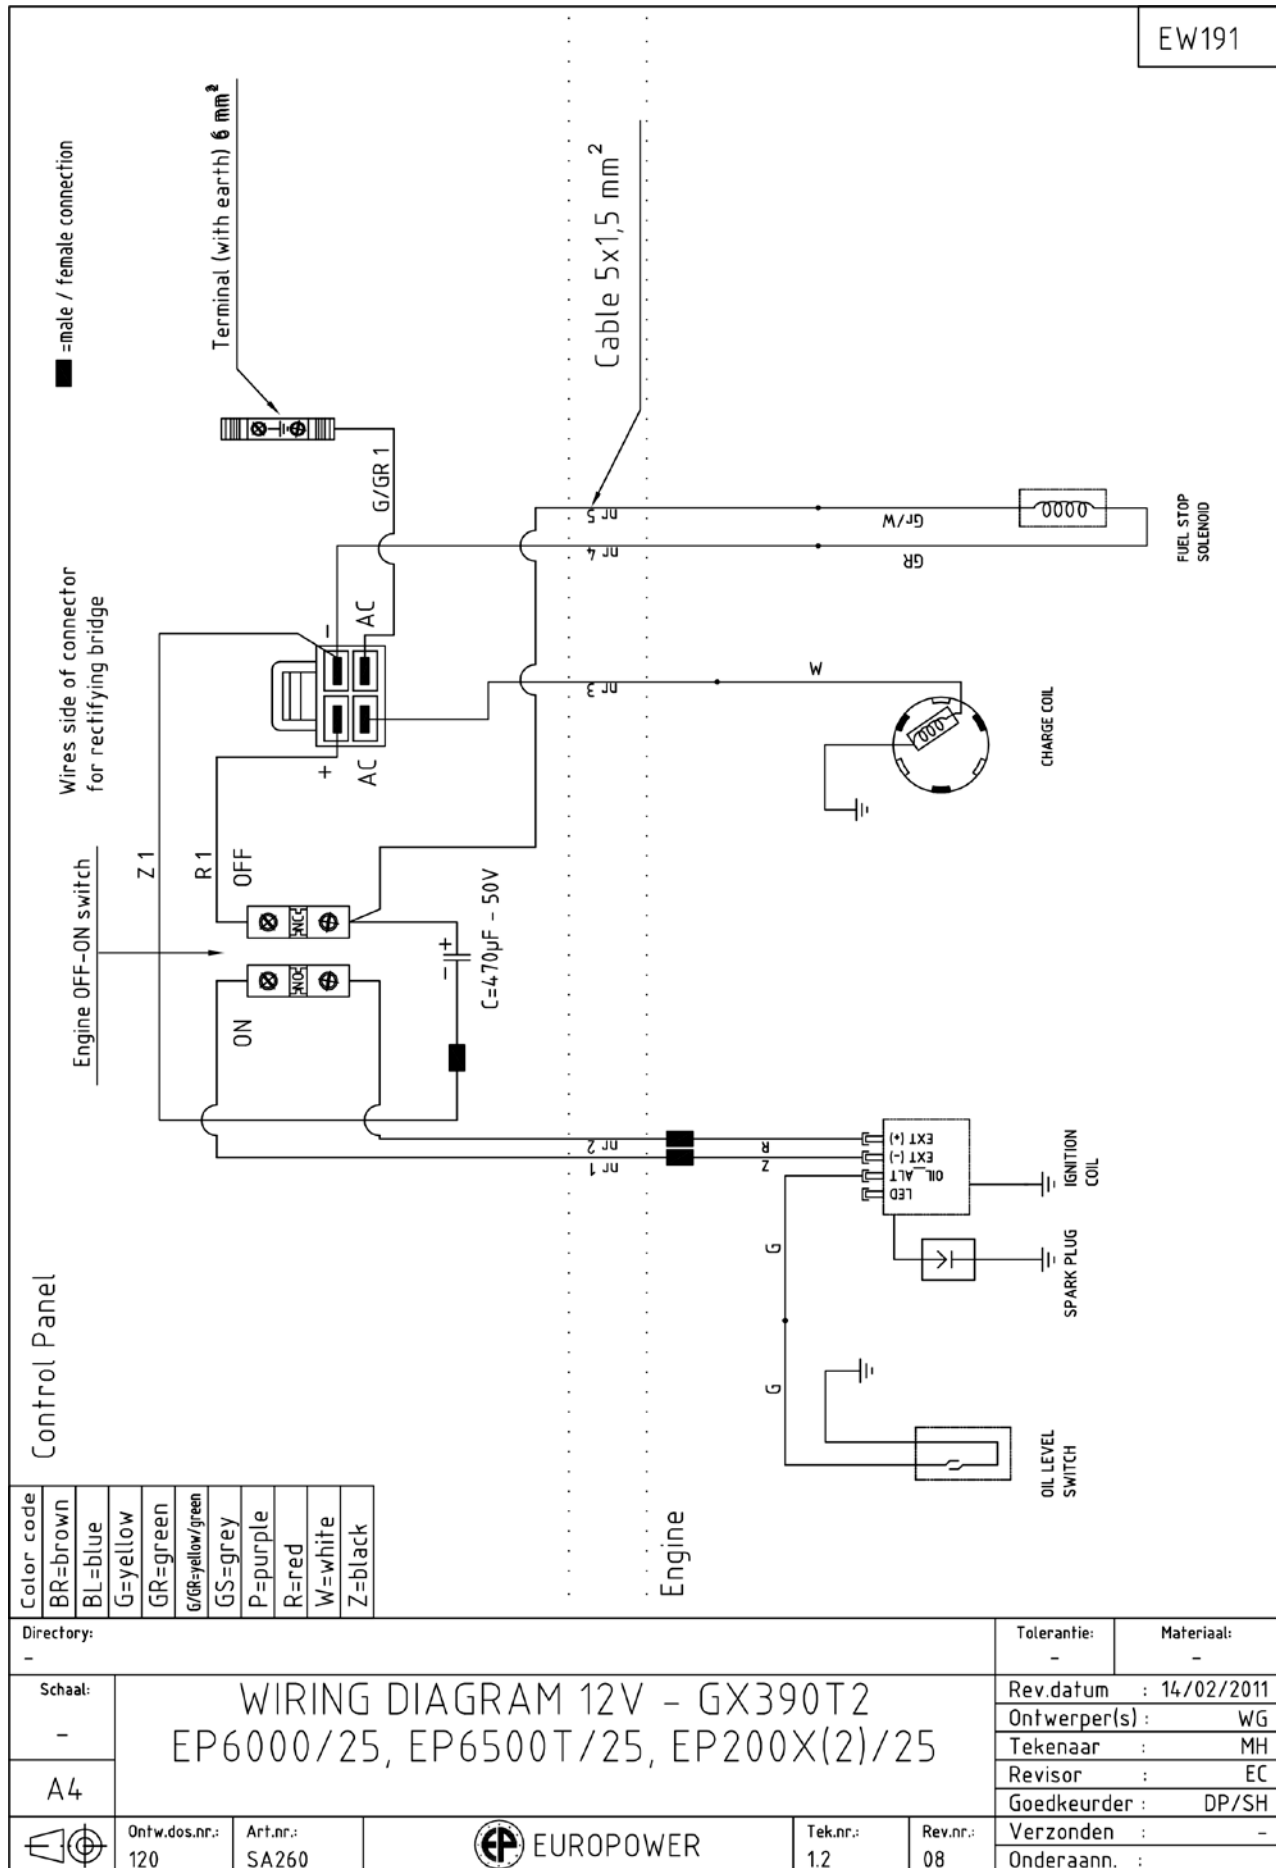 EW191
=male / female connection
Terminal (with earth) 6 mm²
Cable 5x1,5 mm²
G/GR 1
Wires side of connector
for rectifying bridge
-
AC
+
AC
nr 5
nr 4
nr 3
Gr/W
GR
W
FUEL STOP
SOLENOID
CHARGE COIL
Engine OFF-ON switch
Z 1
R 1
OFF
NC
NO
ON
+
-
C=470µF - 50V
nr 2
nr 1
R
Z
EXT (+)
EXT (-)
OIL_ALT
LED
IGNITION
COIL
SPARK PLUG
G
G
OIL LEVEL
SWITCH
Control Panel
Engine
Color code
BR=brown
BL=blue
G=yellow
GR=green
G/GR=yellow/green
GS=grey
P=purple
R=red
W=white
Z=black
Directory:
-
Tolerantie:
-
Materiaal:
-
Schaal:
-
A4
WIRING DIAGRAM 12V - GX390T2
EP6000/25, EP6500T/25, EP200X(2)/25
Rev.datum : 14/02/2011
Ontwerper(s) : WG
Tekenaar : MH
Revisor : EC
Goedkeurder : DP/SH
Verzonden : -
Onderaann. :
Ontw.dos.nr.:
120
Art.nr.:
SA260
EP EUROPOWER
Tek.nr.:
1.2
Rev.nr.:
08